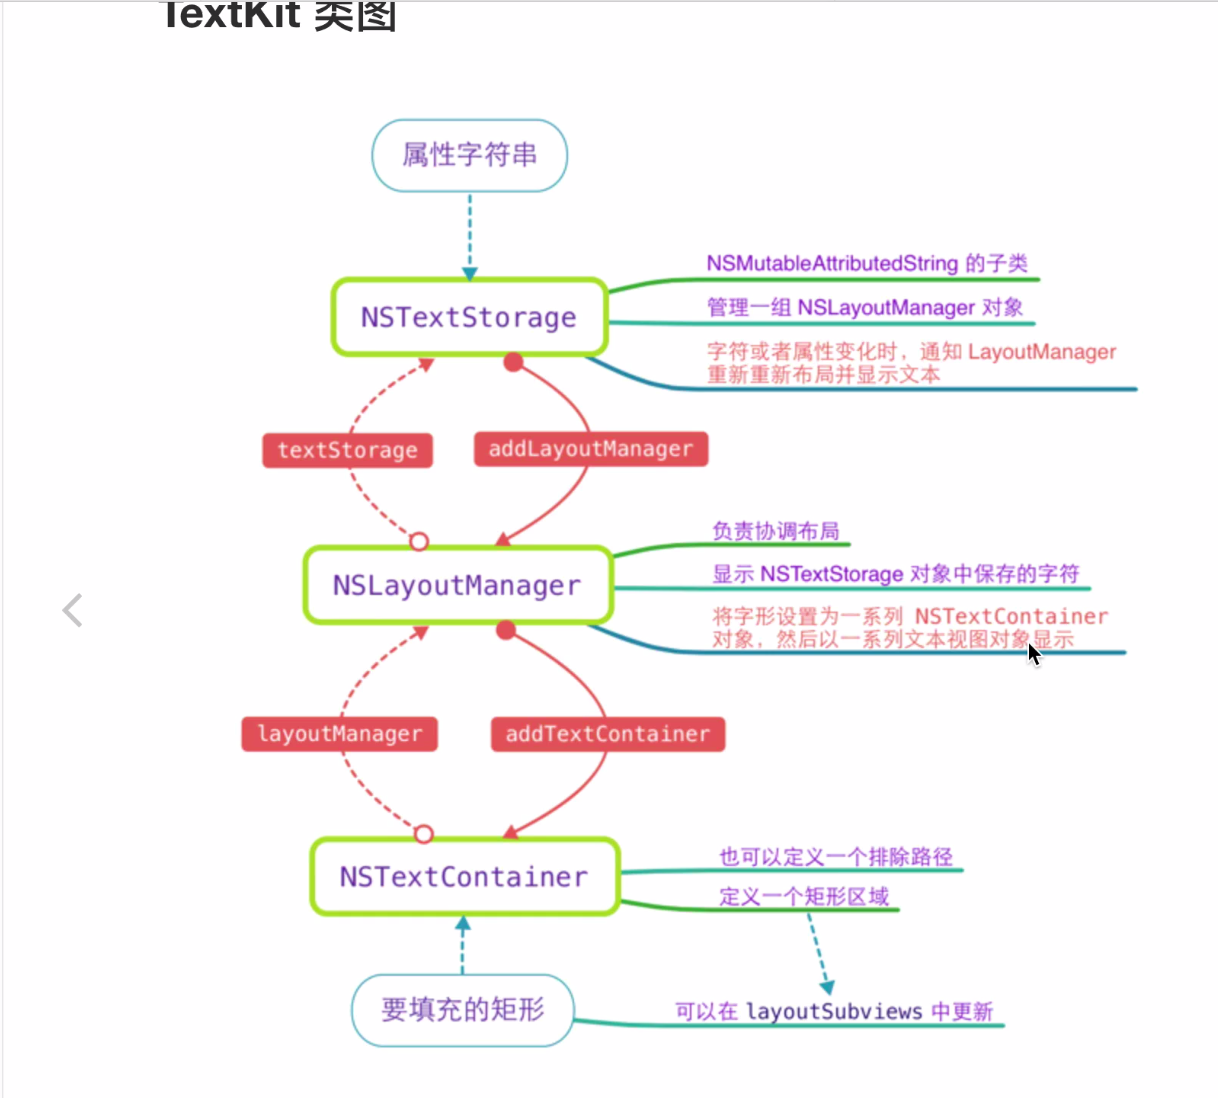 TextKit 类图
属性字符串
NSTextStorage
NSMutableAttributedString 的子类
管理一组 NSLayoutManager 对象
字符或者属性变化时，通知 LayoutManager
重新重新布局并显示文本
textStorage
addLayoutManager
NSLayoutManager
负责协调布局
显示 NSTextStorage 对象中保存的字符
将字形设置为一系列 NSTextContainer
对象，然后以一系列文本视图对象显示
layoutManager
addTextContainer
NSTextContainer
也可以定义一个排除路径
定义一个矩形区域
要填充的矩形
可以在 layoutSubviews 中更新